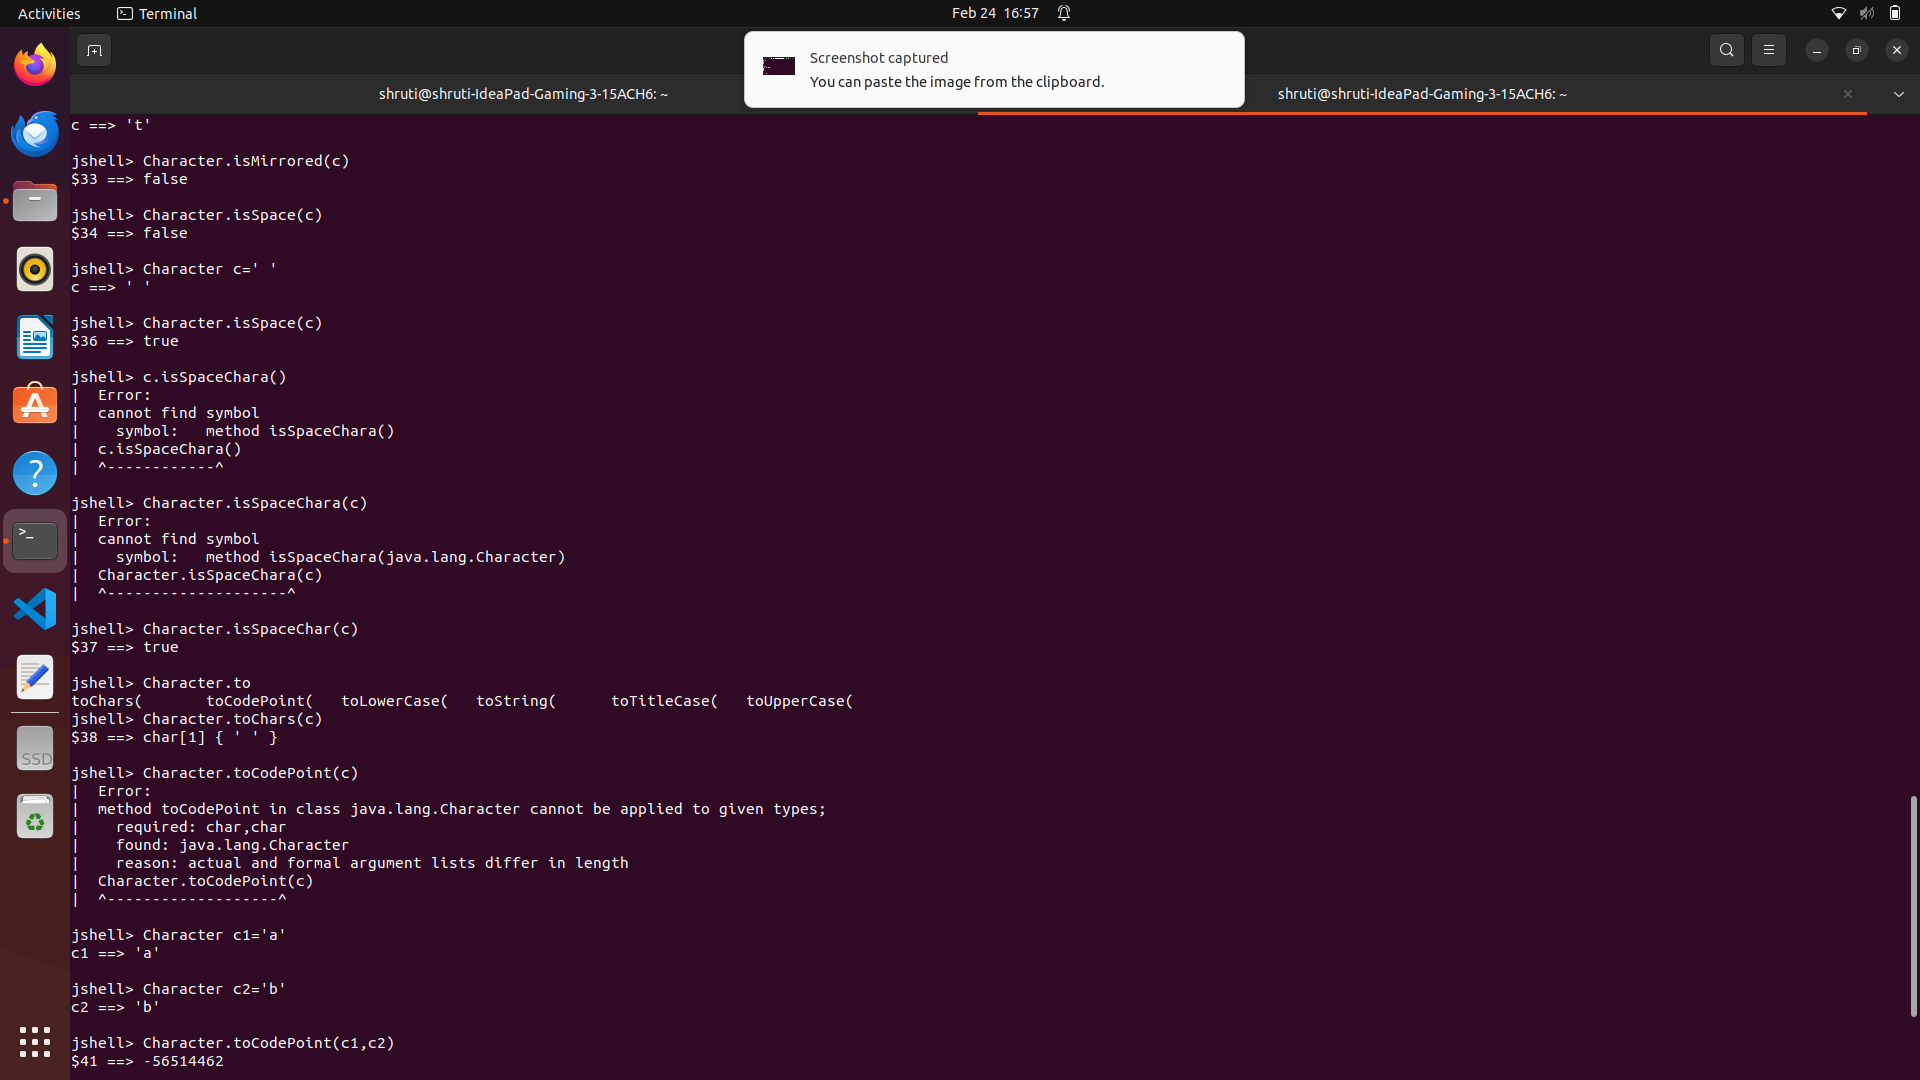 Activities
Terminal
Feb 24 16:57
Screenshot captured
You can paste the image from the clipboard.
shruti@shruti-IdeaPad-Gaming-3-15ACH6: ~
shruti@shruti-IdeaPad-Gaming-3-15ACH6: ~
c ==> 't'
jshell> Character.isMirrored(c)
$33 ==> false
jshell> Character.isSpace(c)
$34 ==> false
jshell> Character c=' '
c ==> ' '
jshell> Character.isSpace(c)
$36 ==> true
jshell> c.isSpaceChara()
|  Error:
|  cannot find symbol
|    symbol:   method isSpaceChara()
|  c.isSpaceChara()
|  ^------------^
jshell> Character.isSpaceChara(c)
|  Error:
|  cannot find symbol
|    symbol:   method isSpaceChara(java.lang.Character)
|  Character.isSpaceChara(c)
|  ^--------------------^
jshell> Character.isSpaceChar(c)
$37 ==> true
jshell> Character.to
toChars(       toCodePoint(   toLowerCase(   toString(      toTitleCase(   toUpperCase(
jshell> Character.toChars(c)
$38 ==> char[1] { ' ' }
jshell> Character.toCodePoint(c)
|  Error:
|  method toCodePoint in class java.lang.Character cannot be applied to given types;
|    required: char,char
|    found: java.lang.Character
|    reason: actual and formal argument lists differ in length
|  Character.toCodePoint(c)
|  ^-------------------^
jshell> Character c1='a'
c1 ==> 'a'
jshell> Character c2='b'
c2 ==> 'b'
jshell> Character.toCodePoint(c1,c2)
$41 ==> -56514462
SSD